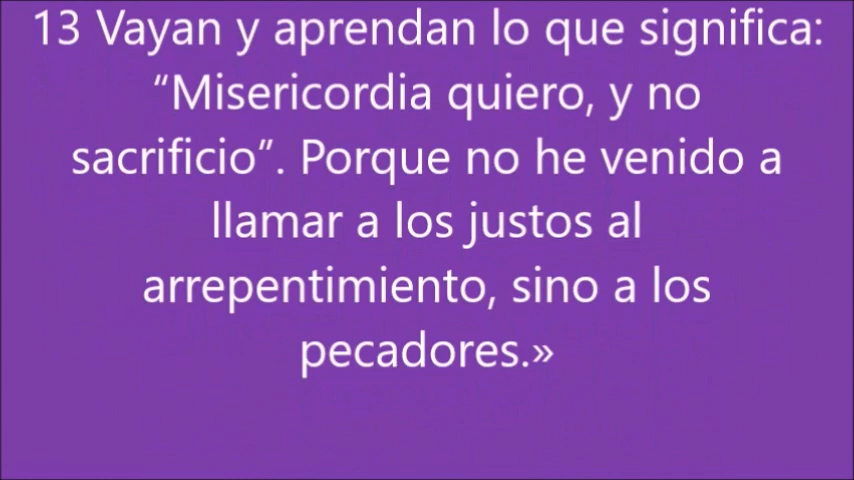 13 Vayan y aprendan lo que significa:
“Misericordia quiero, y no
sacrificio”. Porque no he venido a
llamar a los justos al
arrepentimiento, sino a los
pecadores.»